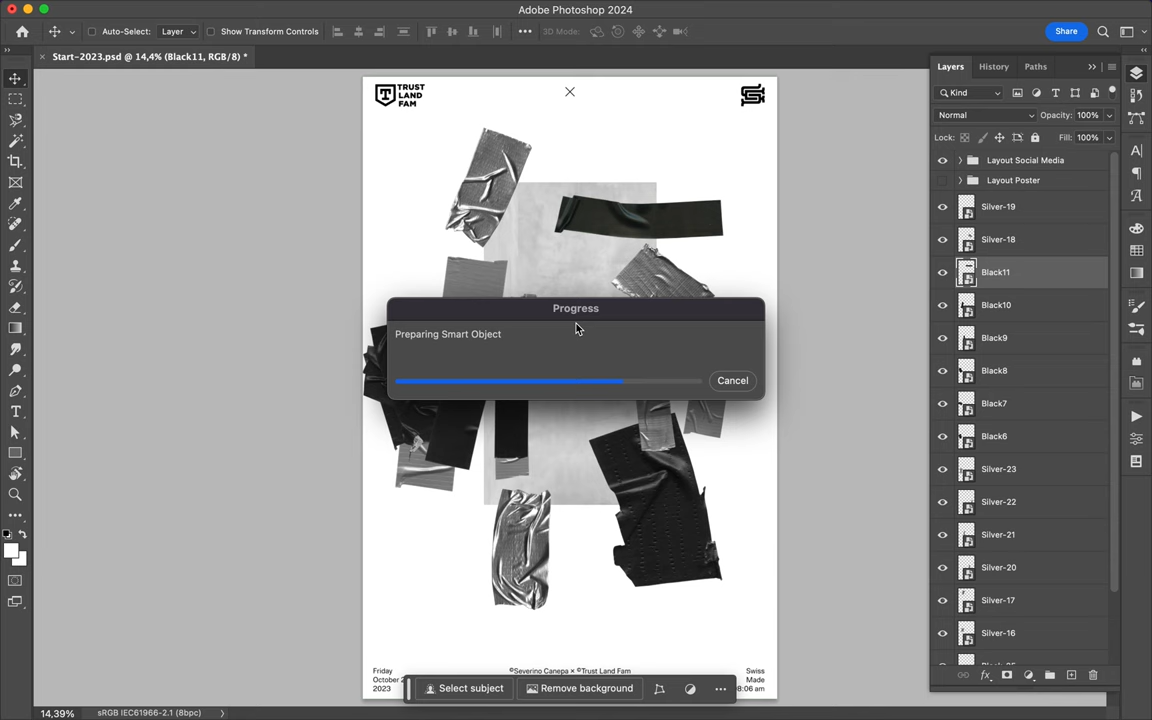 Adobe Photoshop 2024
Auto-Select: Layer Show Transform Controls 3D Mode: Share
Start-2023.psd @ 14,4% (Black11, RGB/8) *
Layers History Paths
Kind
Normal Opacity: 100%
Lock: Fill: 100%
Layout Social Media
Layout Poster
Silver-19
Silver-18
Black11
Black10
Black9
Black8
Black7
Black6
Silver-23
Silver-22
Silver-21
Silver-20
Silver-17
Silver-16
TRUST
LAND
FAM
Progress
Preparing Smart Object
Cancel
Friday
October
2023
©Severino Canepa × ©Trust Land Fam
Swiss
Made
06 am
Select subject
Remove background
14,39% sRGB IEC61966-2.1 (8bpc)